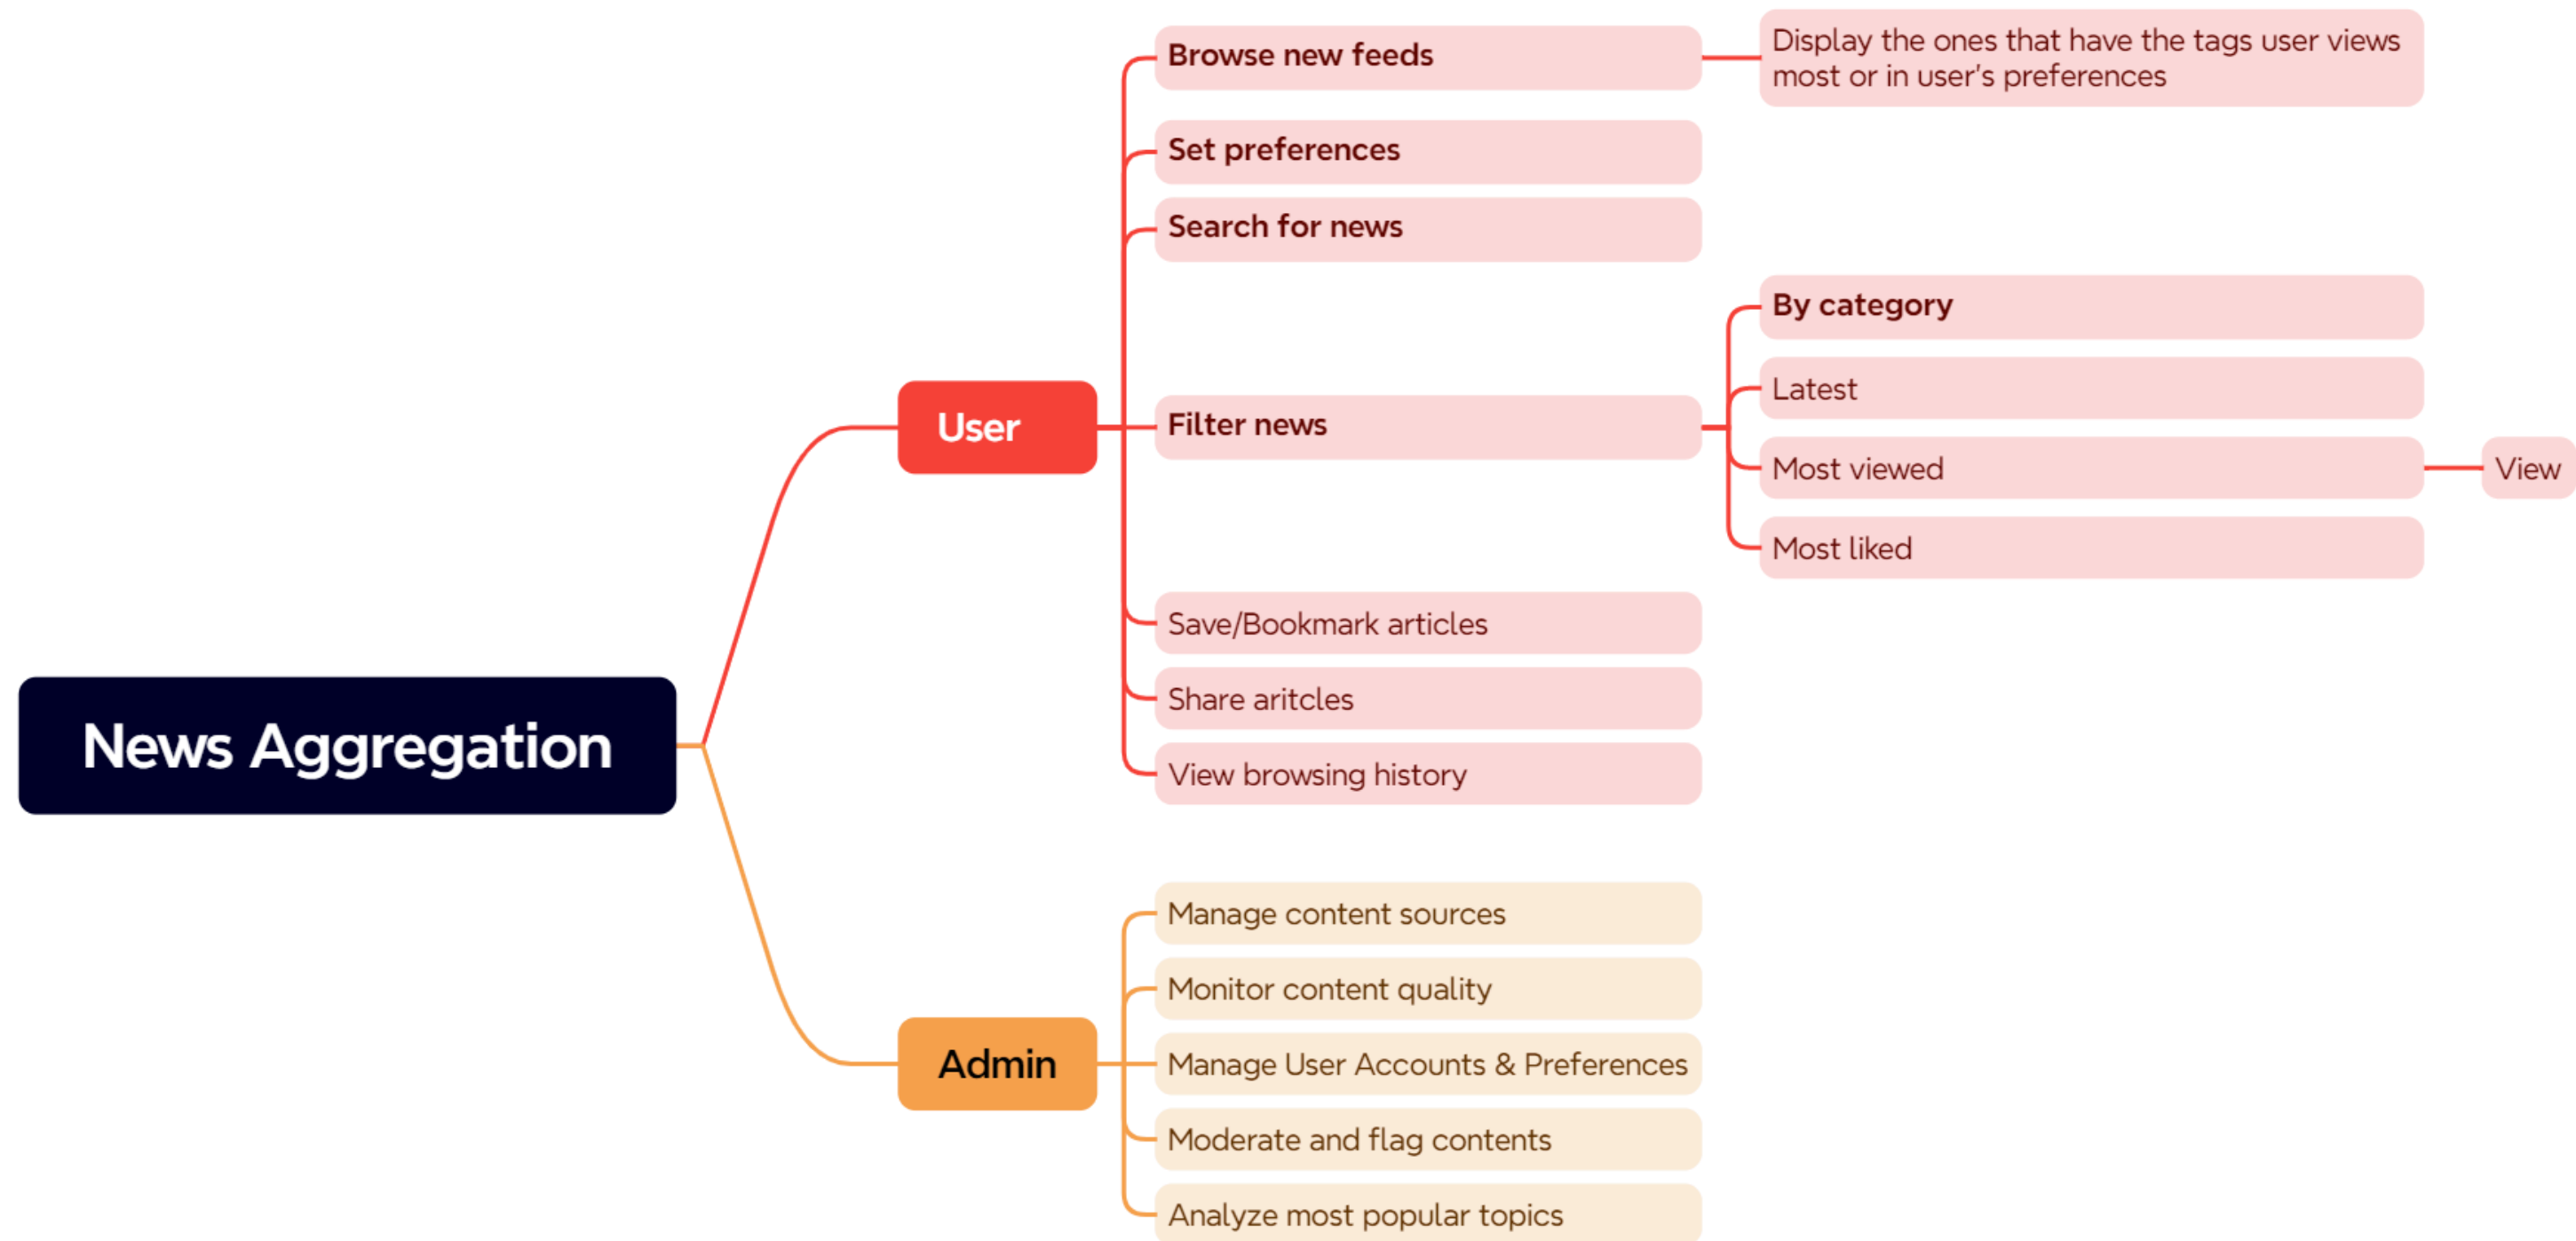 Browse new feeds
Display the ones that have the tags user views
most or in user's preferences
Set preferences
Search for news
By category
Latest
User
Filter news
Most viewed
View
Most liked
Save/Bookmark articles
Share aritcles
News Aggregation
View browsing history
Manage content sources
Monitor content quality
Admin
Manage User Accounts & Preferences
Moderate and flag contents
Analyze most popular topics